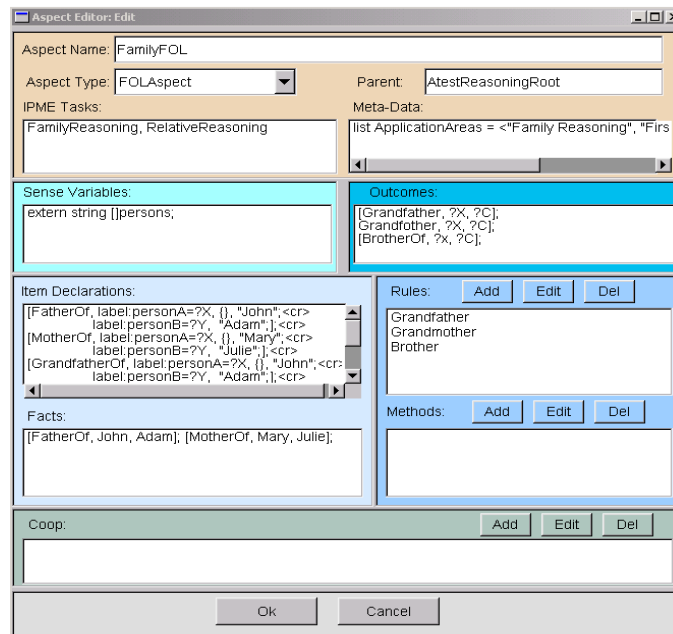 Aspect Editor: Edit
Aspect Name: FamilyFOL
Aspect Type: FOLAspect Parent: AtestReasoningRoot
IPME Tasks: Meta-Data:
FamilyReasoning, RelativeReasoning list ApplicationAreas = <"Family Reasoning", "Firs
Sense Variables: Outcomes:
extern string []persons; [Grandfather, ?X, ?C];
Grandfother, ?X, ?C];
[BrotherOf, ?x, ?C];
Item Declarations: Rules: Add Edit Del
[FatherOf, label:personA=?X, {}, "John";<cr> Grandfather
label:personB=?Y, "Adam";];<cr> Grandmother
[MotherOf, label:personA=?X, {}, "Mary";<cr> Brother
label:personB=?Y, "Julie";];<cr>
[GrandfatherOf, label:personA=?X, {}, "John";<cr>
label:personB=?Y, "Adam";];<cr>
Facts: Methods: Add Edit Del
[FatherOf, John, Adam]; [MotherOf, Mary, Julie];
Coop: Add Edit Del
Ok Cancel